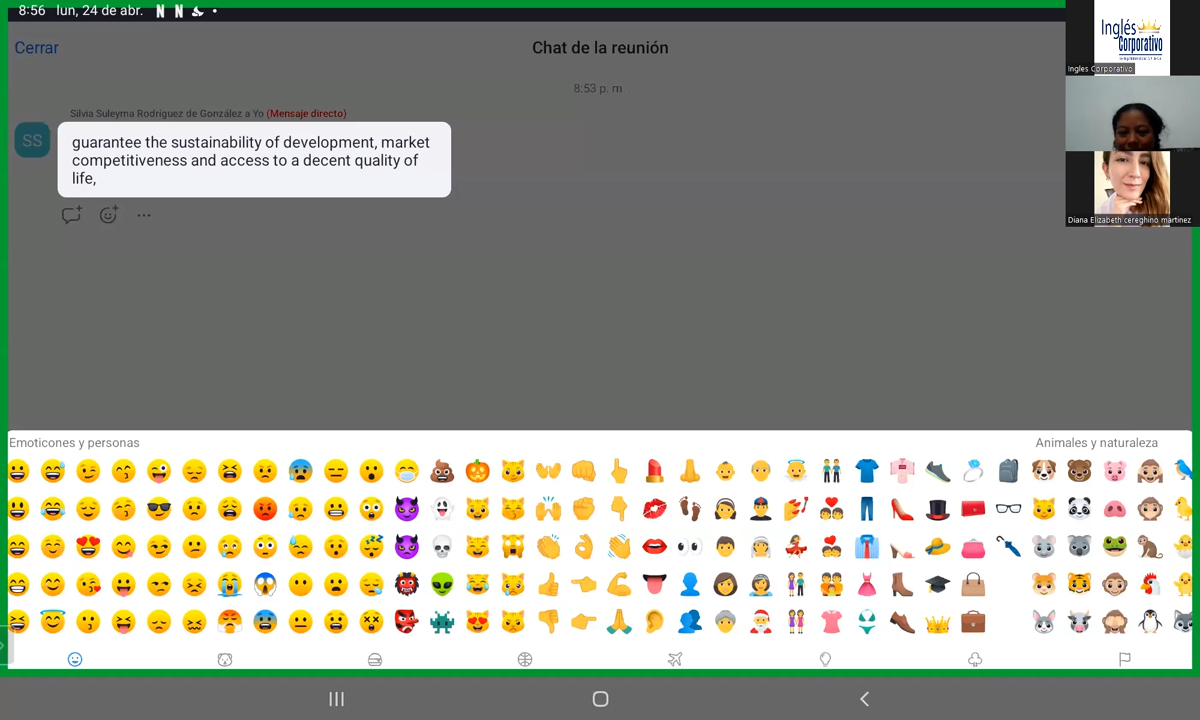 8:56 lun, 24 de abr.
Cerrar
Chat de la reunión
8:53 p. m
Silvia Suleyma Rodríguez de González a Yo (Mensaje directo)
SS
guarantee the sustainability of development, market
competitiveness and access to a decent quality of
life,
Inglés
Corporativo
Ingles Corporativo
Diana Elizabeth cereghino martinez
Emoticones y personas
Animales y naturaleza